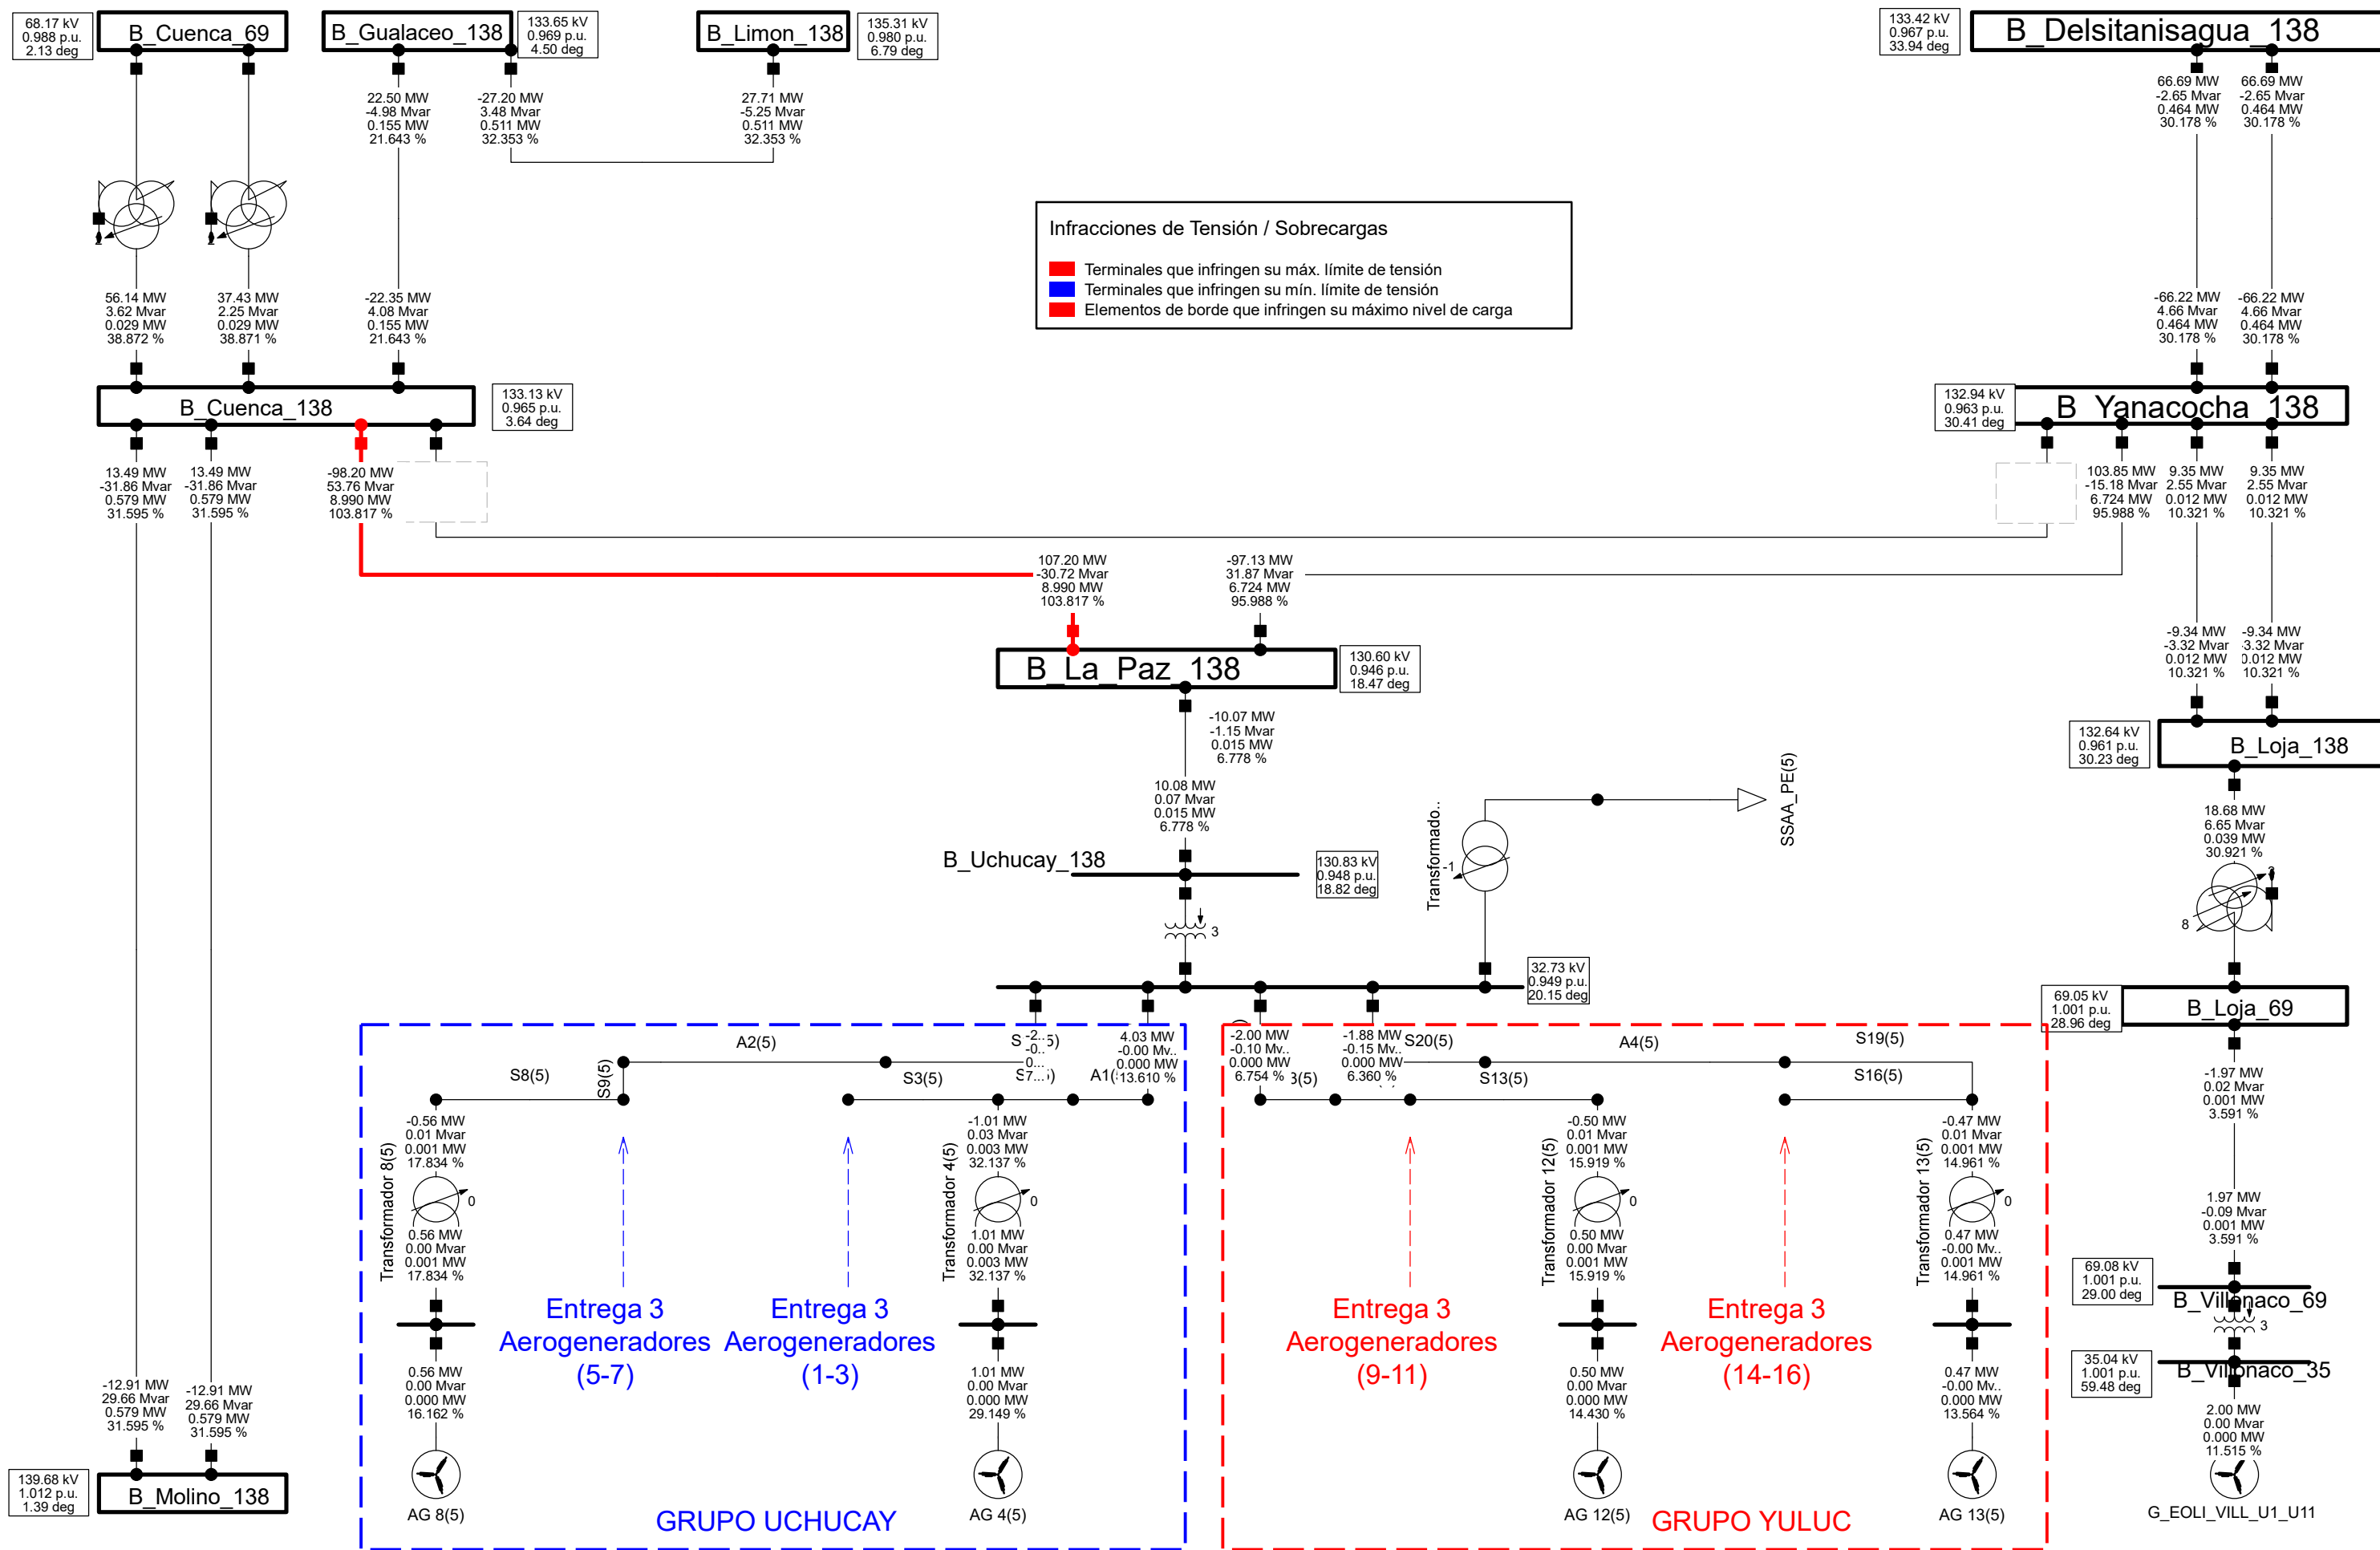 68.17 kV
0.988 p.u.
2.13 deg
B_Cuenca_69
B_Gualaceo_138
133.65 kV
0.969 p.u.
4.50 deg
B_Limon_138
135.31 kV
0.980 p.u.
6.79 deg
133.42 kV
0.967 p.u.
33.94 deg
B_Delsitanisagua_138
22.50 MW
-4.98 Mvar
0.155 MW
21.643 %
-27.20 MW
3.48 Mvar
0.511 MW
32.353 %
27.71 MW
-5.25 Mvar
0.511 MW
32.353 %
66.69 MW
-2.65 Mvar
0.464 MW
30.178 %
66.69 MW
-2.65 Mvar
0.464 MW
30.178 %
Infracciones de Tensión / Sobrecargas
Terminales que infringen su máx. límite de tensión
Terminales que infringen su mín. límite de tensión
Elementos de borde que infringen su máximo nivel de carga
56.14 MW
3.62 Mvar
0.029 MW
38.872 %
37.43 MW
2.25 Mvar
0.029 MW
38.871 %
-22.35 MW
4.08 Mvar
0.155 MW
21.643 %
-66.22 MW
4.66 Mvar
0.464 MW
30.178 %
-66.22 MW
4.66 Mvar
0.464 MW
30.178 %
B_Cuenca_138
133.13 kV
0.965 p.u.
3.64 deg
132.94 kV
0.963 p.u.
30.41 deg
B_Yanacocha_138
13.49 MW
-31.86 Mvar
0.579 MW
31.595 %
13.49 MW
-31.86 Mvar
0.579 MW
31.595 %
-98.20 MW
53.76 Mvar
8.990 MW
103.817 %
103.85 MW
-15.18 Mvar
6.724 MW
95.988 %
9.35 MW
2.55 Mvar
0.012 MW
10.321 %
9.35 MW
2.55 Mvar
0.012 MW
10.321 %
107.20 MW
-30.72 Mvar
8.990 MW
103.817 %
-97.13 MW
31.87 Mvar
6.724 MW
95.988 %
B_La_Paz_138
130.60 kV
0.946 p.u.
18.47 deg
-9.34 MW
-3.32 Mvar
0.012 MW
10.321 %
-9.34 MW
-3.32 Mvar
0.012 MW
10.321 %
-10.07 MW
-1.15 Mvar
0.015 MW
6.778 %
132.64 kV
0.961 p.u.
30.23 deg
B_Loja_138
10.08 MW
0.07 Mvar
0.015 MW
6.778 %
SSAA_PE(5)
Transformado..
-1
18.68 MW
6.65 Mvar
0.039 MW
30.921 %
B_Uchucay_138
130.83 kV
0.948 p.u.
18.82 deg
3
8
32.73 kV
0.949 p.u.
20.15 deg
69.05 kV
1.001 p.u.
28.96 deg
B_Loja_69
A2(5)
-2...
-0..
0...
7...
4.03 MW
-0.00 Mv..
0.000 MW
13.610 %
-2.00 MW
-0.10 Mv..
0.000 MW
6.754 %
-1.88 MW
-0.15 Mv..
0.000 MW
6.360 %
S20(5)
A4(5)
S19(5)
S8(5)
S9(5)
S3(5)
S13(5)
S16(5)
-1.97 MW
0.02 Mvar
0.001 MW
3.591 %
Transformador 8(5)
-0.56 MW
0.01 Mvar
0.001 MW
17.834 %
0
0.56 MW
0.00 Mvar
0.001 MW
17.834 %
Transformador 4(5)
-1.01 MW
0.03 Mvar
0.003 MW
32.137 %
0
1.01 MW
0.00 Mvar
0.003 MW
32.137 %
Transformador 12(5)
-0.50 MW
0.01 Mvar
0.001 MW
15.919 %
0
0.50 MW
0.00 Mvar
0.001 MW
15.919 %
Transformador 13(5)
-0.47 MW
0.01 Mvar
0.001 MW
14.961 %
0
0.47 MW
-0.00 Mv..
0.001 MW
14.961 %
1.97 MW
-0.09 Mvar
0.001 MW
3.591 %
69.08 kV
1.001 p.u.
29.00 deg
B_Villonaco_69
3
Entrega 3
Aerogeneradores
(5-7)
Entrega 3
Aerogeneradores
(1-3)
Entrega 3
Aerogeneradores
(9-11)
Entrega 3
Aerogeneradores
(14-16)
35.04 kV
1.001 p.u.
59.48 deg
B_Villonaco_35
-12.91 MW
29.66 Mvar
0.579 MW
31.595 %
-12.91 MW
29.66 Mvar
0.579 MW
31.595 %
0.56 MW
0.00 Mvar
0.000 MW
16.162 %
1.01 MW
0.00 Mvar
0.000 MW
29.149 %
0.50 MW
0.00 Mvar
0.000 MW
14.430 %
0.47 MW
-0.00 Mv..
0.000 MW
13.564 %
2.00 MW
0.00 Mvar
0.000 MW
11.515 %
139.68 kV
1.012 p.u.
1.39 deg
B_Molino_138
AG 8(5)
GRUPO UCHUCAY
AG 4(5)
AG 12(5)
GRUPO YULUC
AG 13(5)
G_EOLI_VILL_U1_U11